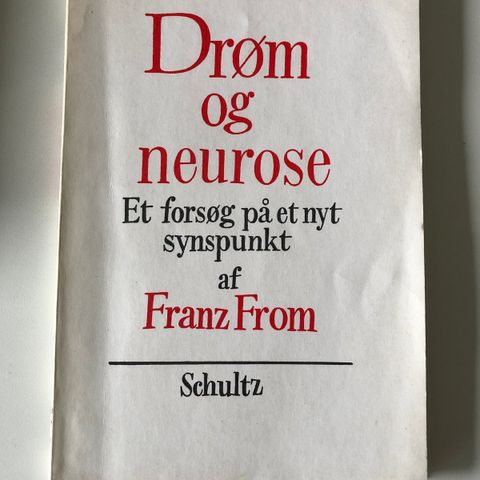 Drøm
og
neurose
Et forsøg på et nyt
synspunkt
af
Franz From
Schultz